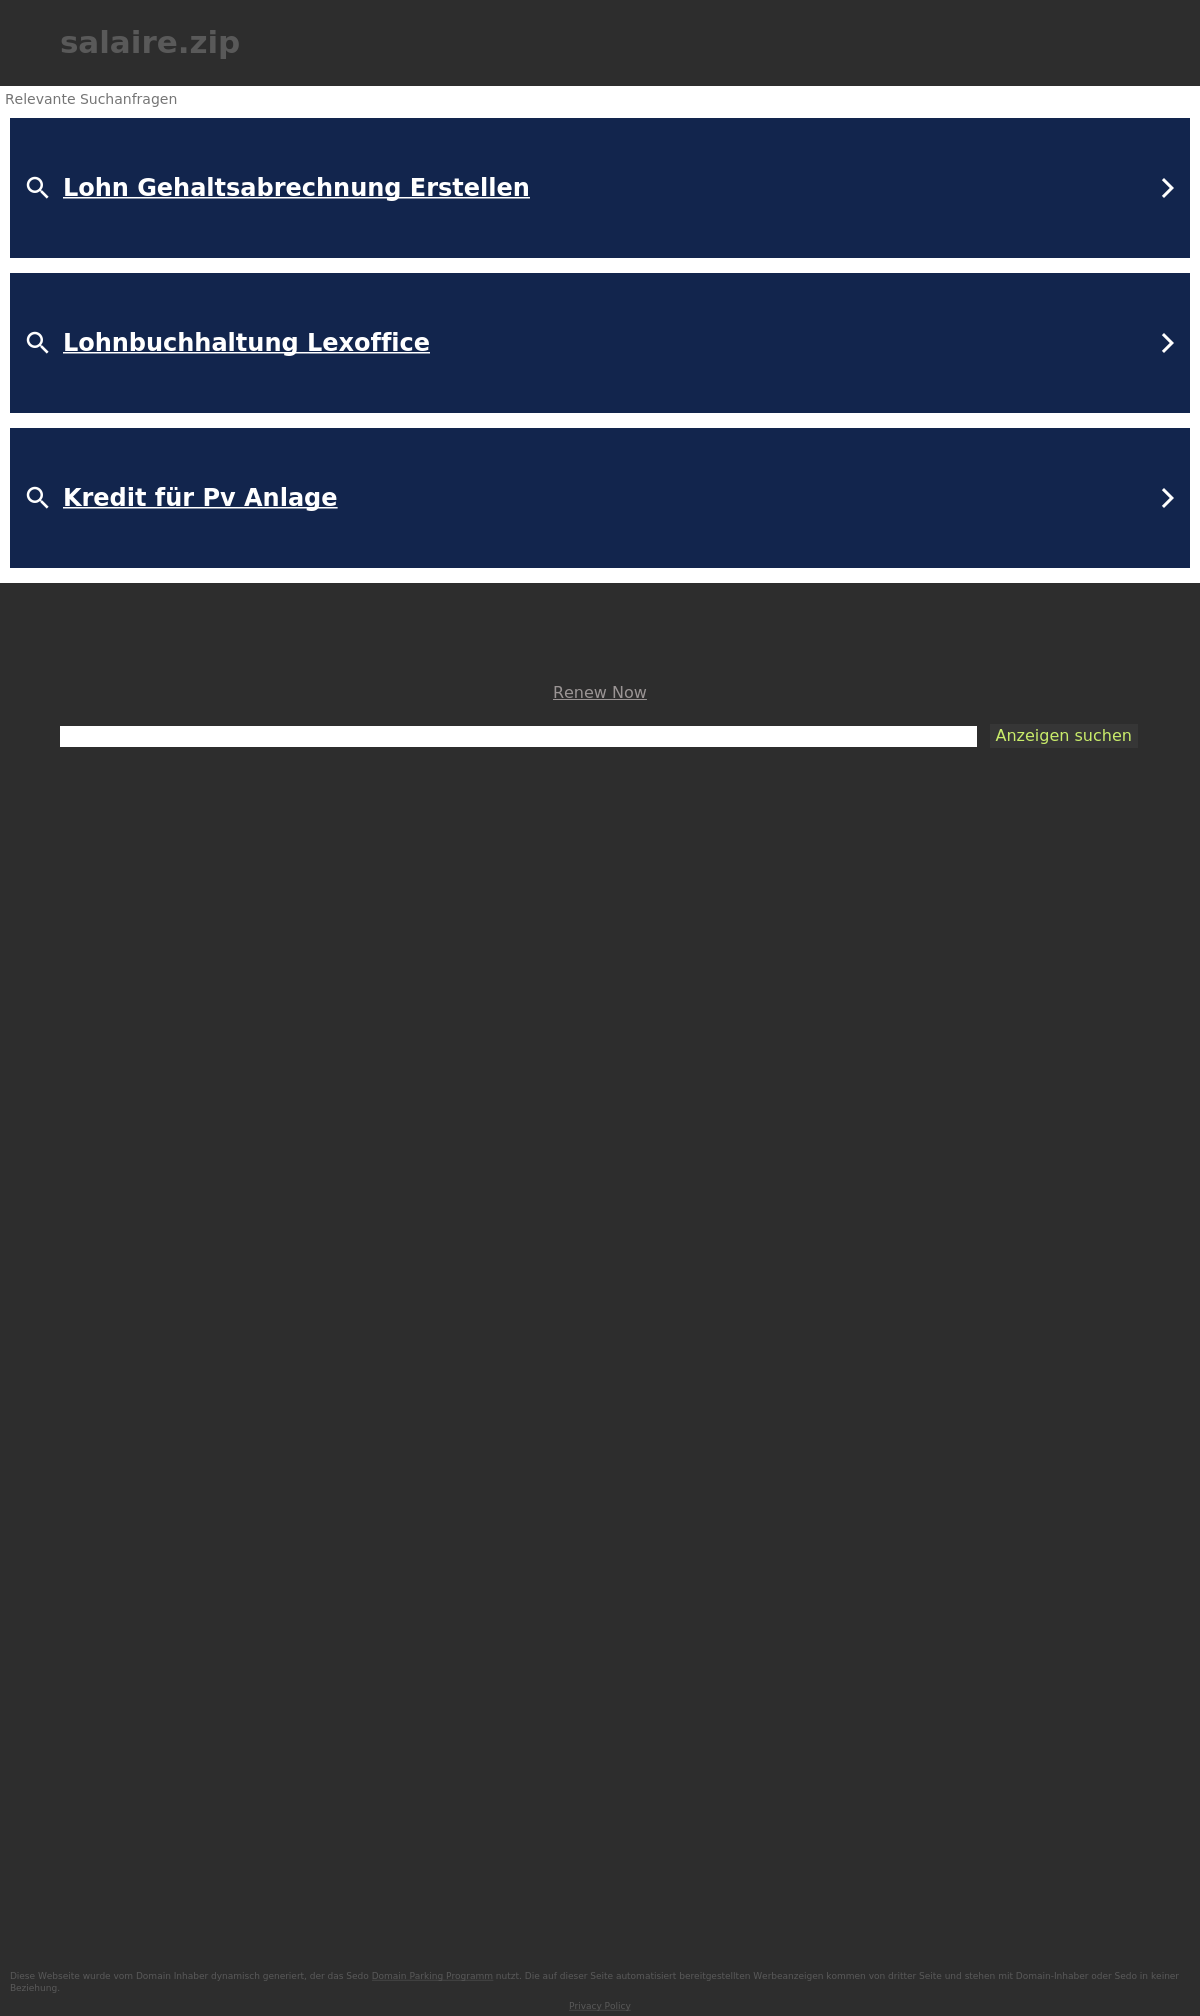 salaire.zip
Relevante Suchanfragen
Lohn Gehaltsabrechnung Erstellen
Lohnbuchhaltung Lexoffice
Kredit für Pv Anlage
Renew Now
Anzeigen suchen
Diese Webseite wurde vom Domain Inhaber dynamisch generiert, der das Sedo Domain Parking Programm nutzt. Die auf dieser Seite automatisiert bereitgestellten Werbeanzeigen kommen von dritter Seite und stehen mit Domain-Inhaber oder Sedo in keiner
Beziehung.
Privacy Policy